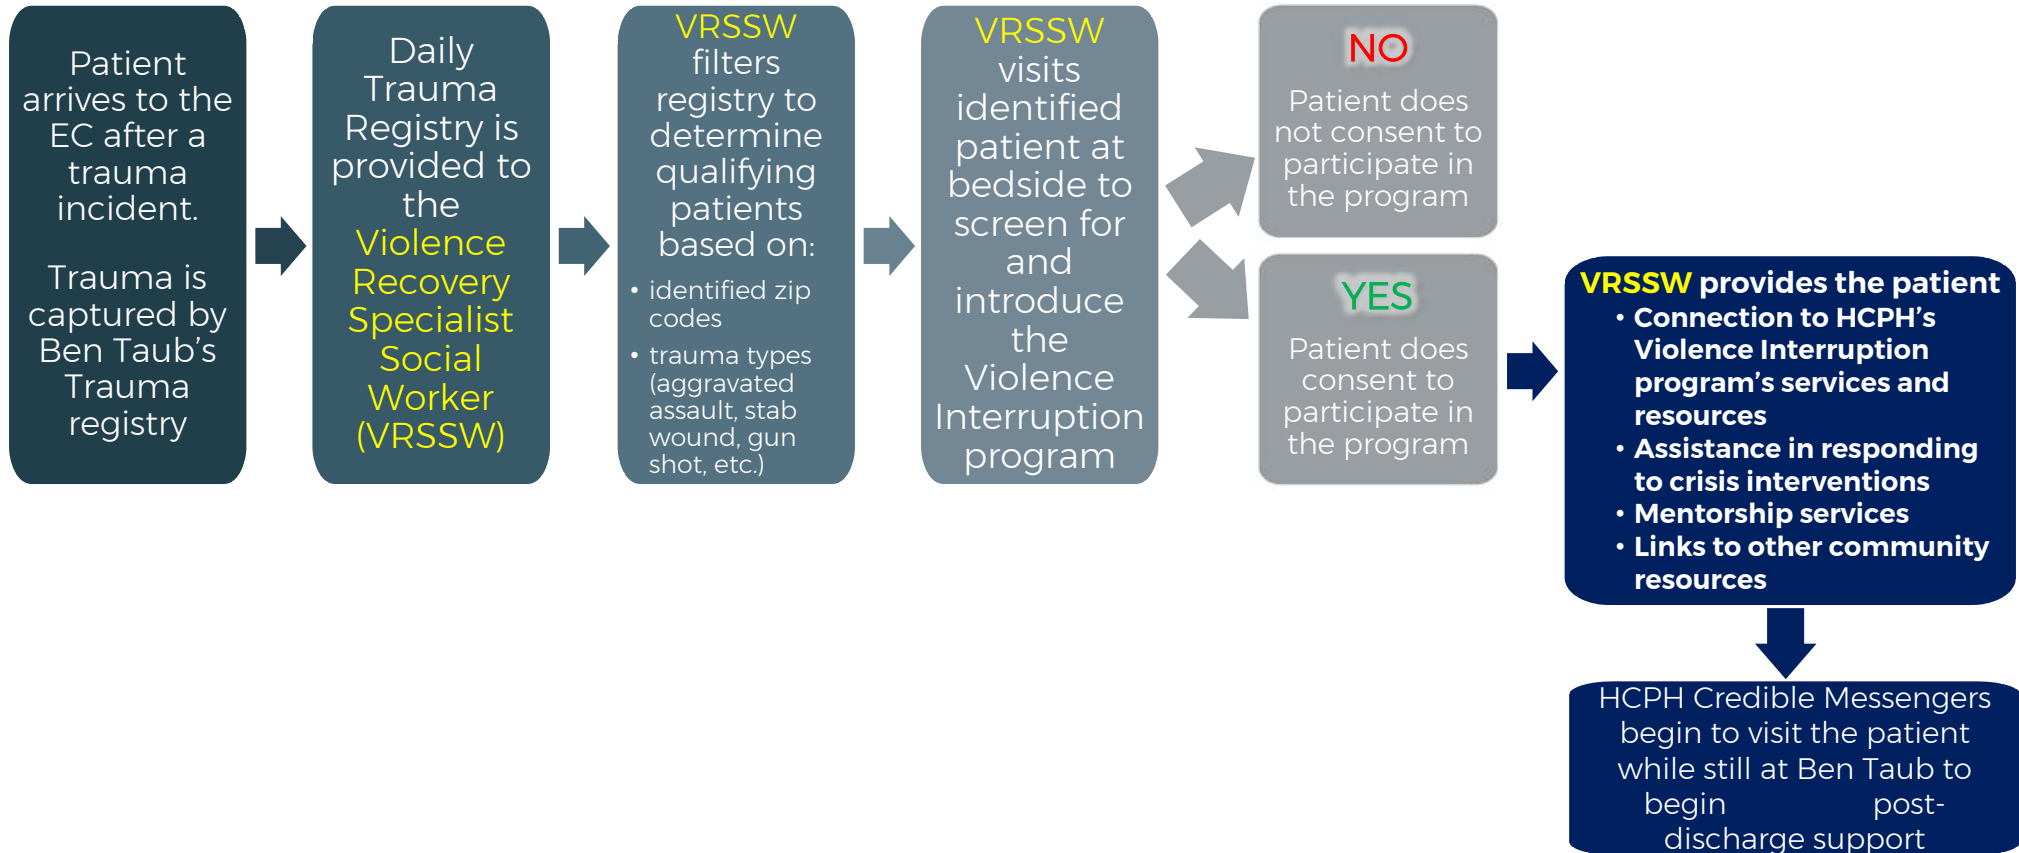 Patient
arrives to the
EC after a
trauma
incident.
Trauma is
captured by
Ben Taub's
Trauma
registry
Daily
Trauma
Registry is
provided to
the
Violence
Recovery
Specialist
Social
Worker
(VRSSW)
VRSSW
filters
registry to
determine
qualifying
patients
based on:
• identified zip
codes
• trauma types
(aggravated
assault, stab
wound, gun
shot, etc.)
VRSSW
visits
identified
patient at
bedside to
screen for
and
introduce
the
Violence
Interruption
program
NO
Patient does
not consent to
participate in
the program
YES
Patient does
consent to
participate in
the program
VRSSW provides the patient
• Connection to HCPH’s
Violence Interruption
program’s services and
resources
• Assistance in responding
to crisis interventions
• Mentorship services
• Links to other community
resources
HCPH Credible Messengers
begin to visit the patient
while still at Ben Taub to
begin post-
discharge support